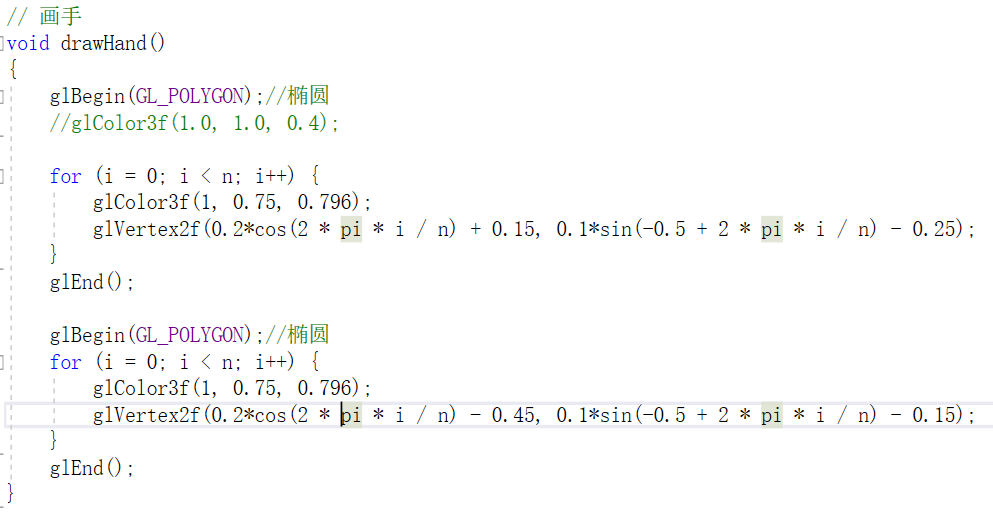 // 画手
void drawHand()
{
    glBegin(GL_POLYGON);//椭圆
    //glColor3f(1.0, 1.0, 0.4);
    for (i = 0; i < n; i++) {
        glColor3f(1, 0.75, 0.796);
        glVertex2f(0.2*cos(2 * pi * i / n) + 0.15, 0.1*sin(-0.5 + 2 * pi * i / n) - 0.25);
    }
    glEnd();
    glBegin(GL_POLYGON);//椭圆
    for (i = 0; i < n; i++) {
        glColor3f(1, 0.75, 0.796);
        glVertex2f(0.2*cos(2 * pi * i / n) - 0.45, 0.1*sin(-0.5 + 2 * pi * i / n) - 0.15);
    }
    glEnd();
}